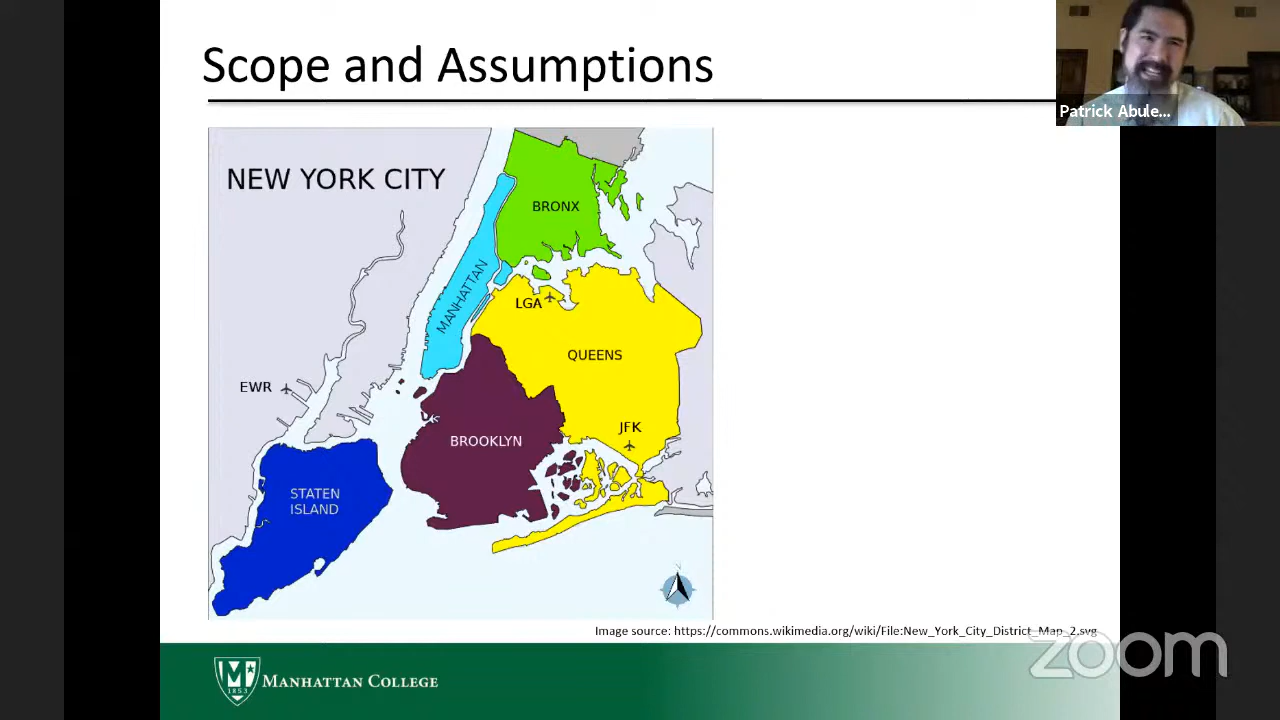 Scope and Assumptions
Patrick Abule...
NEW YORK CITY
BRONX
MANHATTAN
LGA
QUEENS
EWR
JFK
BROOKLYN
STATEN
ISLAND
N
Image source: https://commons.wikimedia.org/wiki/File:New_York_City_District_Map_2.svg
zoom
M
1853
MANHATTAN COLLEGE